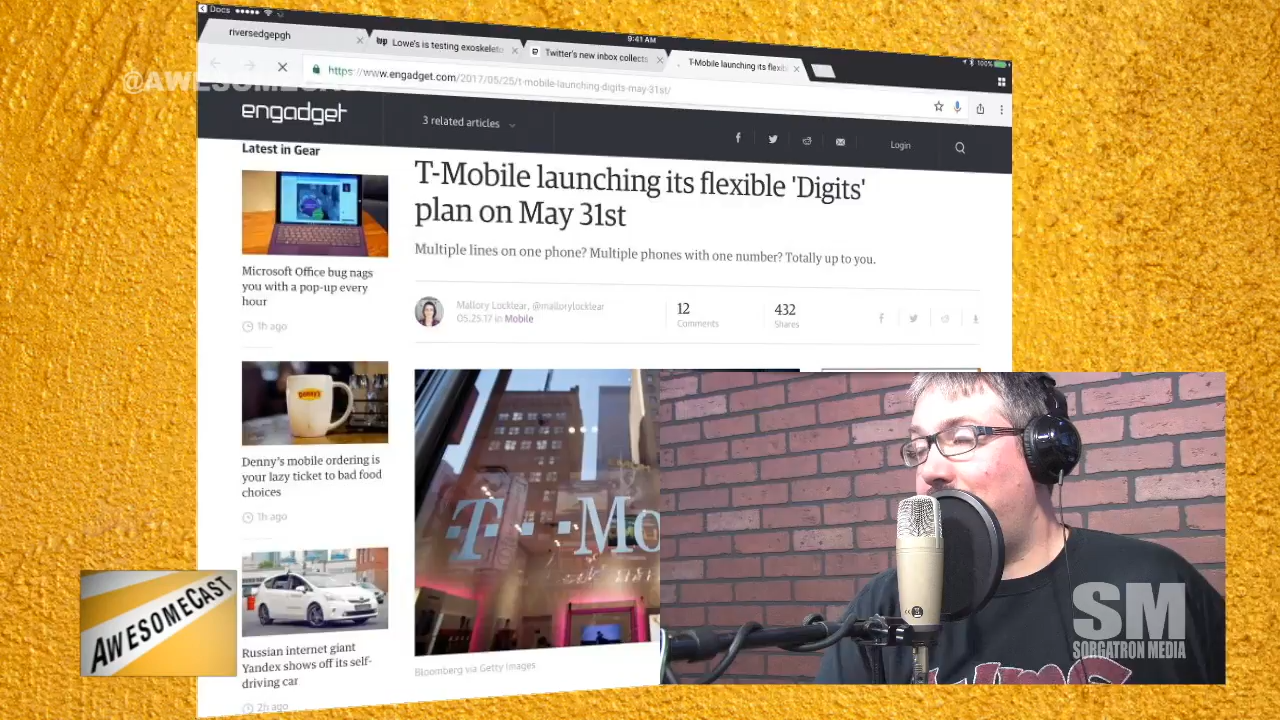 Docs
9:41 AM
100%
riversedgepgh
Lowe's is testing exoskelet
Twitter's new inbox collects
T-Mobile launching its flexib
https://www.engadget.com/2017/05/25/t-mobile-launching-digits-may-31st/
engadget
3 related articles
Login
Latest in Gear
Microsoft Office bug nags
you with a pop-up every
hour
1h ago
Denny's
Denny's mobile ordering is
your lazy ticket to bad food
choices
1h ago
Russian internet giant
Yandex shows off its self-
driving car
2h ago
T-Mobile launching its flexible 'Digits'
plan on May 31st
Multiple lines on one phone? Multiple phones with one number? Totally up to you.
Mallory Locklear, @mallorylocklear
05.25.17 in Mobile
12
Comments
432
Shares
T--Mo
Bloomberg via Getty Images
AWESOMECAST
SM
SORGATRON MEDIA